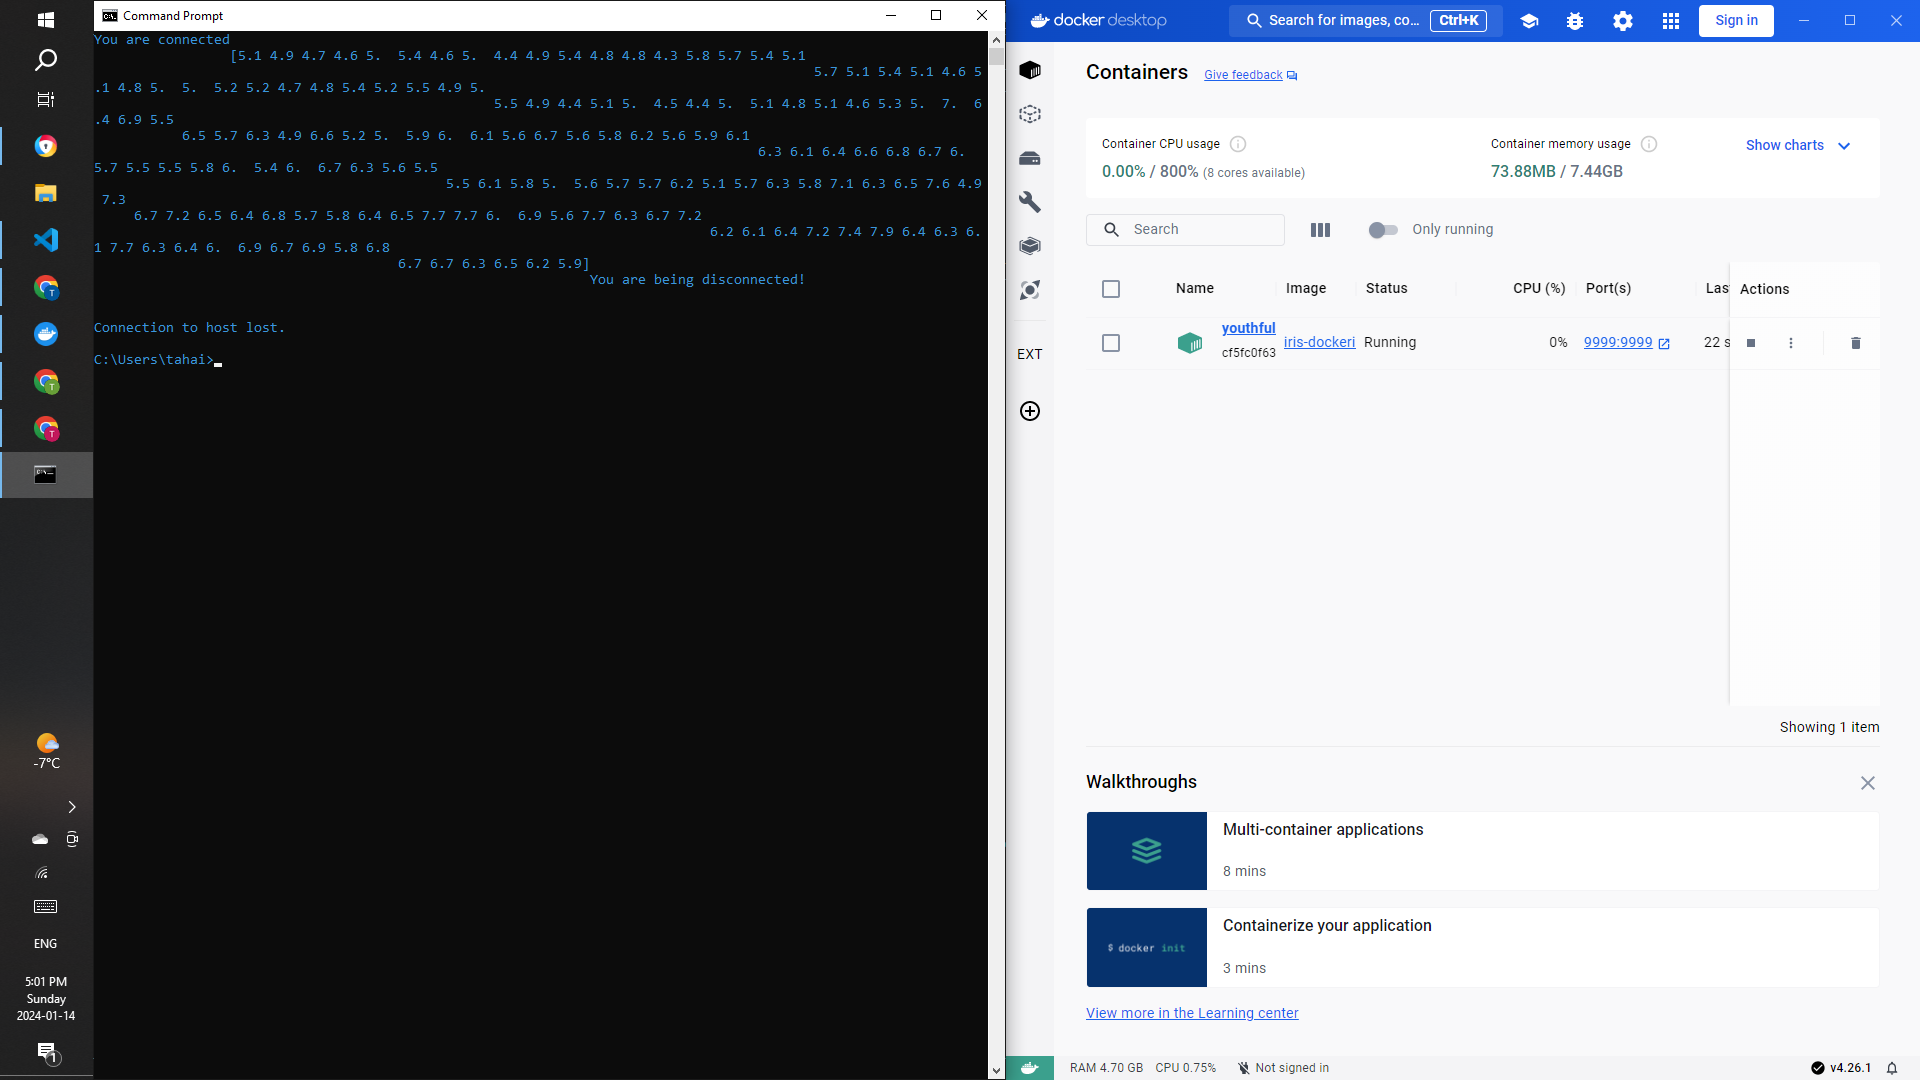 Command Prompt
You are connected
[5.1 4.9 4.7 4.6 5.  5.4 4.6 5.  4.4 4.9 5.4 4.8 4.8 4.3 5.8 5.7 5.4 5.1
5.7 5.1 5.4 5.1 4.6 5
.1 4.8 5.  5.  5.2 5.2 4.7 4.8 5.4 5.2 5.5 4.9 5.
5.5 4.9 4.4 5.1 5.  4.5 4.4 5.  5.1 4.8 5.1 4.6 5.3 5.  7.  6
.4 6.9 5.5
6.5 5.7 6.3 4.9 6.6 5.2 5.  5.9 6.  6.1 5.6 6.7 5.6 5.8 6.2 5.6 5.9 6.1
6.3 6.1 6.4 6.6 6.8 6.7 6.
5.7 5.5 5.5 5.8 6.  5.4 6.  6.7 6.3 5.6 5.5
5.5 6.1 5.8 5.  5.6 5.7 5.7 6.2 5.1 5.7 6.3 5.8 7.1 6.3 6.5 7.6 4.9
7.3
6.7 7.2 6.5 6.4 6.8 5.7 5.8 6.4 6.5 7.7 7.7 6.  6.9 5.6 7.7 6.3 6.7 7.2
6.2 6.1 6.4 7.2 7.4 7.9 6.4 6.3 6.
1 7.7 6.3 6.4 6.  6.9 6.7 6.9 5.8 6.8
6.7 6.7 6.3 6.5 6.2 5.9]
You are being disconnected!
Connection to host lost.
C:\Users\tahai>
-7°C
ENG
5:01 PM
Sunday
2024-01-14
1
docker desktop
Search for images, co...
Ctrl+K
Sign in
Containers
Give feedback
Container CPU usage
0.00% / 800% (8 cores available)
Container memory usage
73.88MB / 7.44GB
Show charts
Search
Only running
Name
Image
Status
CPU (%)
Port(s)
Las
Actions
youthful
cf5fc0f63
iris-dockeri
Running
0%
9999:9999
22 s
EXT
Showing 1 item
Walkthroughs
Multi-container applications
8 mins
$ docker init
Containerize your application
3 mins
View more in the Learning center
RAM 4.70 GB
CPU 0.75%
Not signed in
v4.26.1